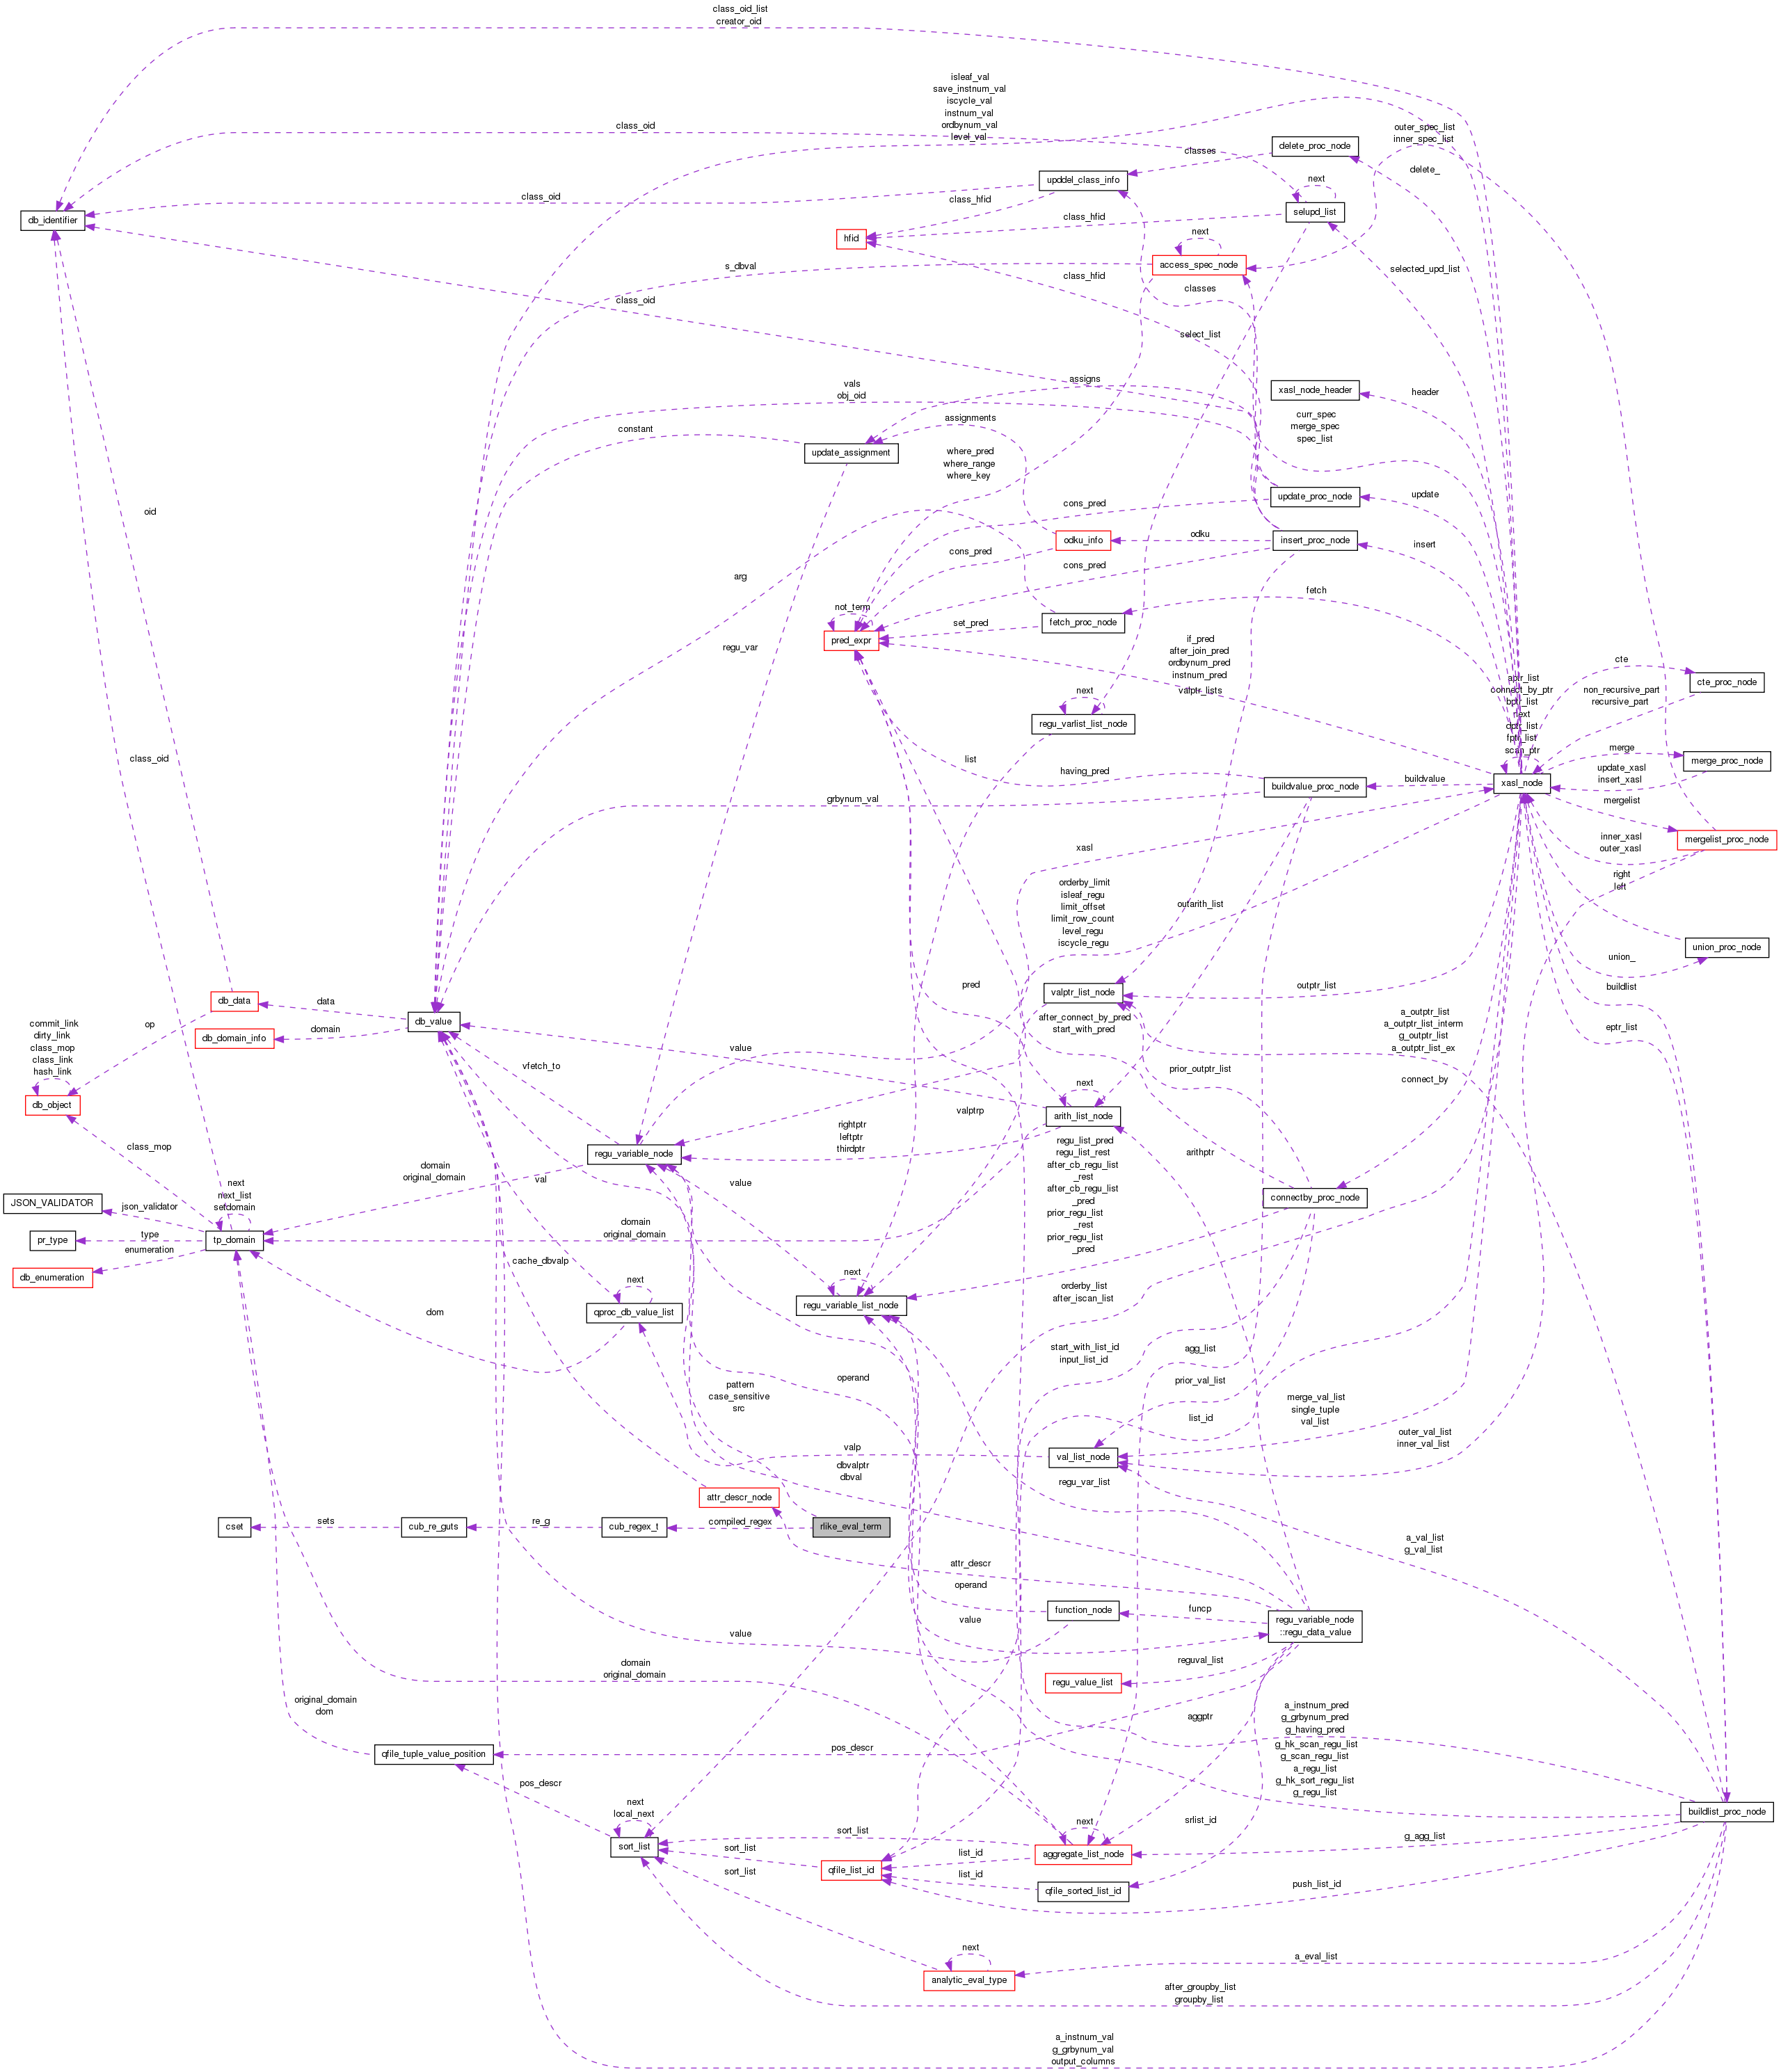 class_oid_list
creator_oid
isleaf_val
save_instnum_val
iscycle_val
instnum_val
ordbynum_val
level_val
class_oid
outer_spec_list
inner_spec_list
delete_proc_node
classes
delete_
upddel_class_info
next
class_oid
class_hfid
selupd_list
db_identifier
class_hfid
hfid
next
s_dbval
access_spec_node
class_hfid
selected_upd_list
classes
class_oid
select_list
assigns
vals
obj_oid
xasl_node_header
header
curr_spec
merge_spec
spec_list
assignments
constant
update_assignment
where_pred
where_range
where_key
update_proc_node
update
cons_pred
oid
odku_info
odku
insert_proc_node
insert
cons_pred
cons_pred
arg
not_term
fetch
set_pred
fetch_proc_node
pred_expr
regu_var
if_pred
after_join_pred
ordbynum_pred
instnum_pred
valptr_lists
cte
cte_proc_node
aptr_list
connect_by_ptr
bptr_list
next
dptr_list
fptr_list
scan_ptr
non_recursive_part
recursive_part
next
regu_varlist_list_node
class_oid
list
having_pred
merge
merge_proc_node
buildvalue_proc_node
buildvalue
xasl_node
update_xasl
insert_xasl
grbynum_val
mergelist
mergelist_proc_node
inner_xasl
outer_xasl
xasl
right
left
orderby_limit
isleaf_regu
limit_offset
limit_row_count
level_regu
iscycle_regu
outarith_list
union_proc_node
union_
pred
valptr_list_node
outptr_list
buildlist
db_data
data
op
db_value
after_connect_by_pred
start_with_pred
a_outptr_list
a_outptr_list_interm
g_outptr_list
a_outptr_list_ex
eptr_list
db_domain_info
domain
commit_link
dirty_link
class_mop
class_link
hash_link
value
vfetch_to
prior_outptr_list
connect_by
next
db_object
valptrp
arith_list_node
rightptr
leftptr
thirdptr
class_mop
regu_variable_node
regu_list_pred
regu_list_rest
after_cb_regu_list
_rest
after_cb_regu_list
_pred
prior_regu_list
_rest
prior_regu_list
_pred
arithptr
domain
original_domain
val
value
connectby_proc_node
JSON_VALIDATOR
json_validator
next
next_list
setdomain
pr_type
type
tp_domain
domain
original_domain
enumeration
db_enumeration
cache_dbvalp
next
next
orderby_list
after_iscan_list
dom
qproc_db_value_list
regu_variable_list_node
start_with_list_id
input_list_id
agg_list
pattern
case_sensitive
src
operand
prior_val_list
list_id
merge_val_list
single_tuple
val_list
outer_val_list
inner_val_list
valp
val_list_node
dbvalptr
dbval
regu_var_list
attr_descr_node
cset
sets
cub_re_guts
re_g
cub_regex_t
compiled_regex
rlike_eval_term
a_val_list
g_val_list
attr_descr
operand
function_node
funcp
regu_variable_node
::regu_data_value
value
value
reguval_list
regu_value_list
domain
original_domain
original_domain
dom
aggptr
a_instnum_pred
g_grbynum_pred
g_having_pred
g_hk_scan_regu_list
g_scan_regu_list
a_regu_list
g_hk_sort_regu_list
g_regu_list
qfile_tuple_value_position
pos_descr
pos_descr
next
local_next
srlist_id
buildlist_proc_node
next
sort_list
sort_list
g_agg_list
sort_list
list_id
aggregate_list_node
sort_list
qfile_list_id
list_id
qfile_sorted_list_id
push_list_id
next
a_eval_list
analytic_eval_type
after_groupby_list
groupby_list
a_instnum_val
g_grbynum_val
output_columns